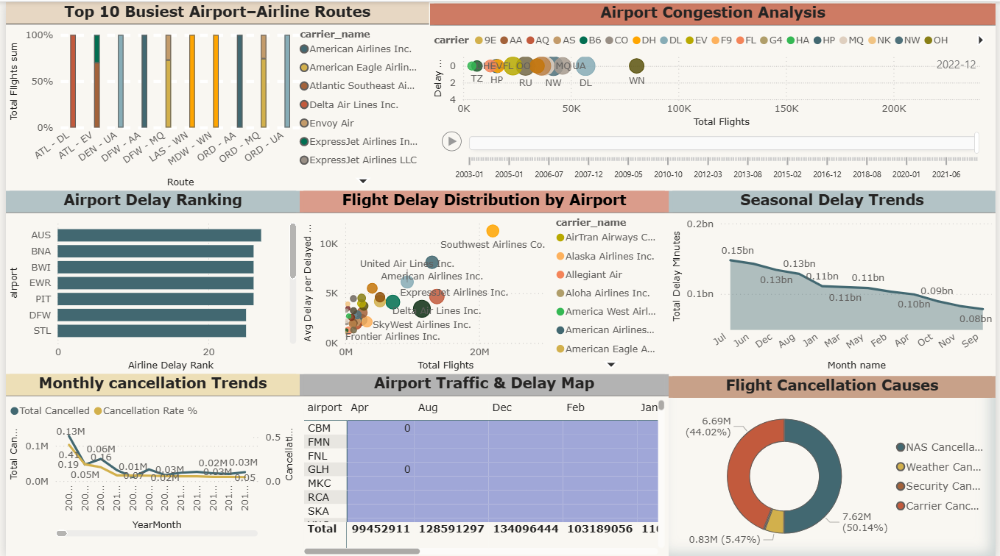 Top 10 Busiest Airport–Airline Routes
Total Flights sum
100%
50%
0%
ATL - DL
ATL - EV
DEN - UA
DFW - AA
DFW - MQ
LAS - WN
MDW - WN
ORD - AA
ORD - MQ
ORD - UA
Route
carrier_name
American Airlines Inc.
American Eagle Airlin...
Atlantic Southeast Ai...
Delta Air Lines Inc.
Envoy Air
ExpressJet Airlines In...
ExpressJet Airlines LLC
Airport Congestion Analysis
carrier 9E AA AQ AS B6 CO DH DL EV F9 FL G4 HA HP MQ NK NW OH
Delay ...
0
2
4
HP
TZ
RU
NW
DL
WN
MQ
UA
EV
FL
2022-12
0K 50K 100K 150K 200K
Total Flights
2003-01 2005-01 2006-07 2007-12 2009-05 2010-10 2012-03 2013-08 2015-02 2016-12 2018-08 2020-01 2021-06
Airport Delay Ranking
airport
AUS
BNA
BWI
EWR
PIT
DFW
STL
0 20
Airline Delay Rank
Flight Delay Distribution by Airport
Avg Delay per Delayed ...
10K
5K
0K
Southwest Airlines Co.
United Air Lines Inc.
American Airlines Inc.
ExpressJet Airlines Inc.
Delta Air Lines Inc.
SkyWest Airlines Inc.
Frontier Airlines Inc.
0M 20M
Total Flights
carrier_name
AirTran Airways C...
Alaska Airlines Inc.
Allegiant Air
Aloha Airlines Inc.
America West Airl...
American Airlines...
American Eagle A...
Seasonal Delay Trends
Total Delay Minutes
0.2bn
0.1bn
0.15bn
0.13bn
0.13bn
0.11bn
0.11bn
0.11bn
0.10bn
0.09bn
0.08bn
Jul Jun Dec Aug Jan Mar May Feb Apr Oct Nov Sep
Month name
Monthly cancellation Trends
Total Cancelled Cancellation Rate %
Total Can...
0.1M
0.0M
0.13M
0.41
0.19
0.06M
0.16
0.05M
0.01M
0.07
0.03M
0.02M
0.02M
0.03M
0.03M
0.05
0.5
0.0
Cancellati...
200... 200... 200... 200... 200... 200... 200... 201... 201... 201... 201... 201...
YearMonth
Airport Traffic & Delay Map
airport Apr Aug Dec Feb Jan
CBM 0
FMN
FNL
GLH 0
MKC
RCA
SKA
Total 99452911 128591297 134096444 103189056
Flight Cancellation Causes
6.69M
(44.02%)
7.62M
(50.14%)
0.83M (5.47%)
NAS Cancella...
Weather Can...
Security Can...
Carrier Canc...